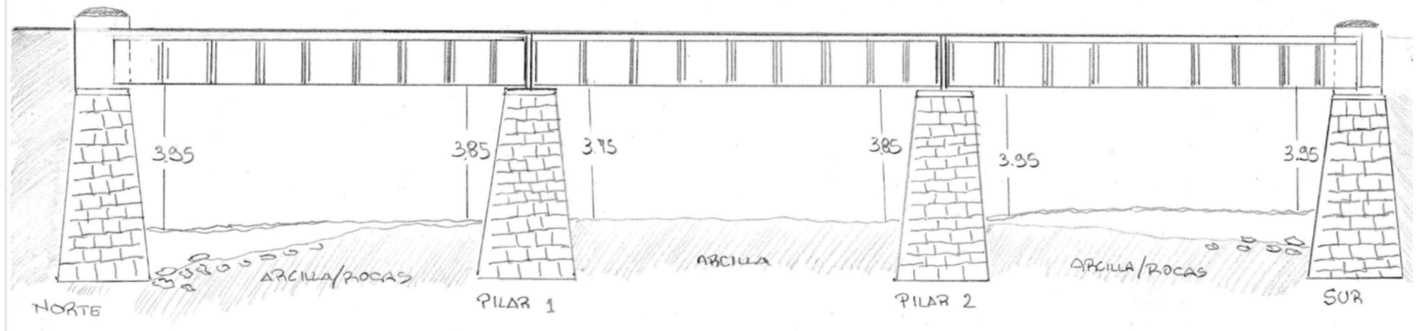 3.95
3.85
3.75
3.85
3.95
3.95
ARCILLA/ROCAS
ARCILLA
ARCILLA/ROCAS
NORTE
PILAR 1
PILAR 2
SUR